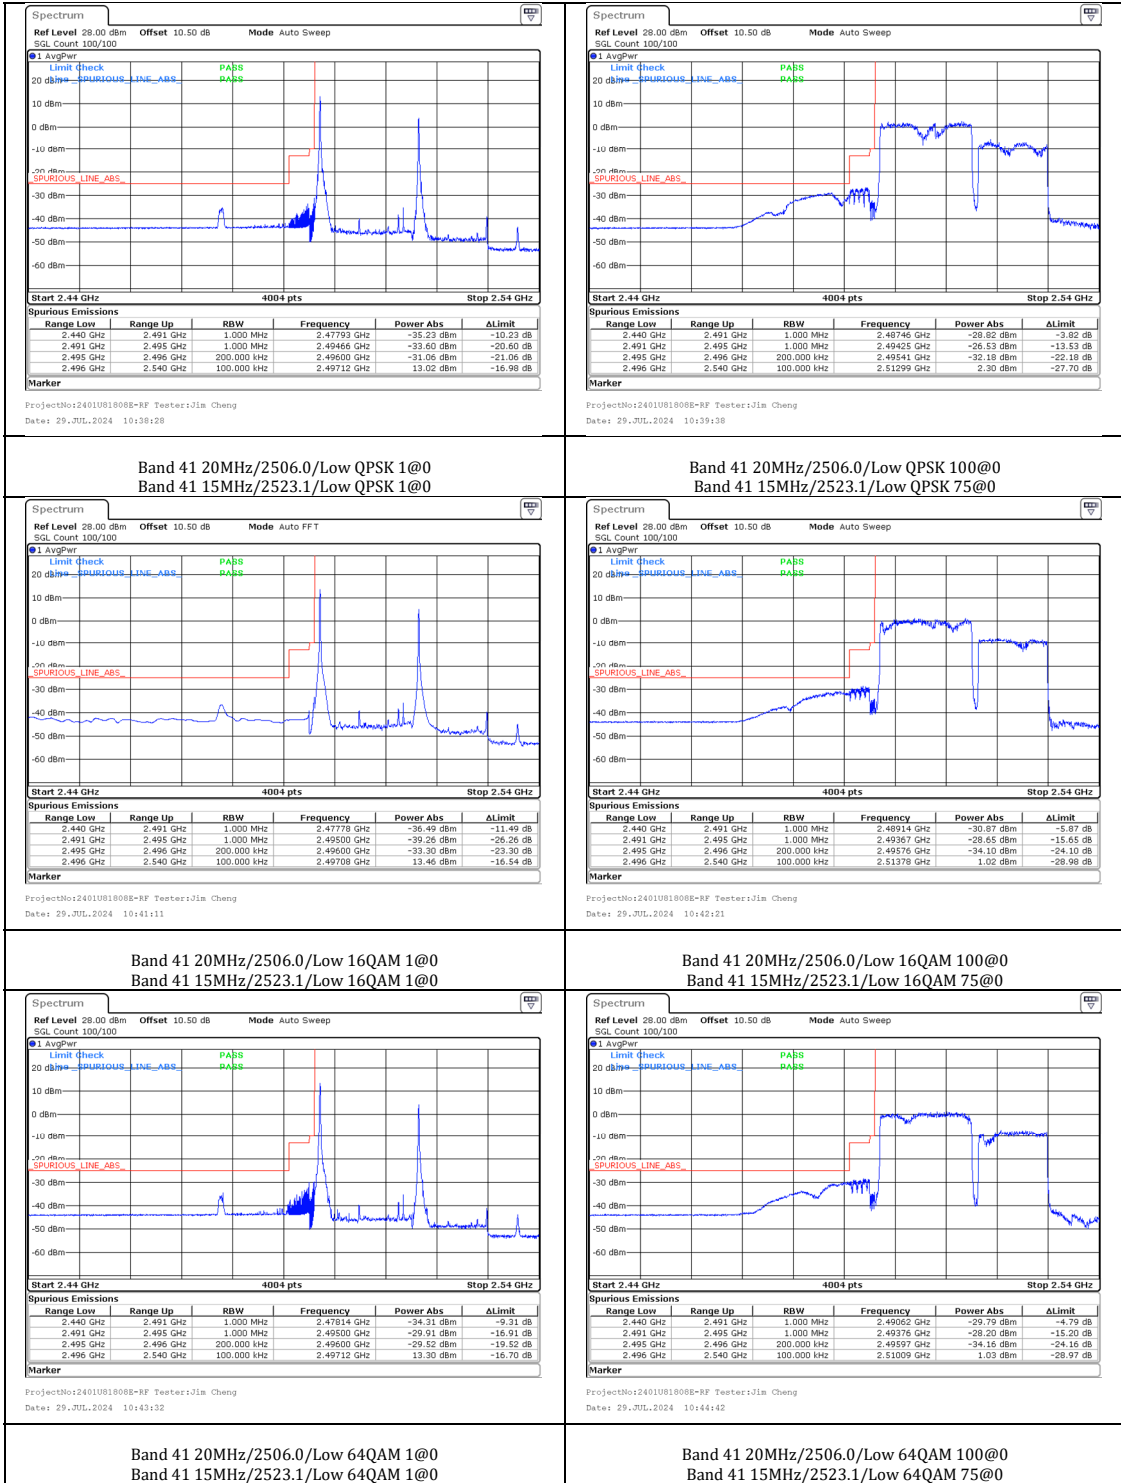 Spectrum
Ref Level 28.00 dBm Offset 10.50 dB Mode Auto Sweep
SGL Count 100/100
1 AvgPwr
Limit Check PASS
Line _SPURIOUS_LINE_ABS_ PASS
20 dBm
10 dBm
0 dBm
-10 dBm
-20 dBm
_SPURIOUS_LINE_ABS_
-30 dBm
-40 dBm
-50 dBm
-60 dBm
Start 2.44 GHz 4004 pts Stop 2.54 GHz
Spurious Emissions
Range Low Range Up RBW Frequency Power Abs ΔLimit
2.440 GHz 2.491 GHz 1.000 MHz 2.47793 GHz -35.23 dBm -10.23 dB
2.491 GHz 2.495 GHz 1.000 MHz 2.49466 GHz -33.60 dBm -20.60 dB
2.495 GHz 2.496 GHz 200.000 kHz 2.49600 GHz -31.06 dBm -21.06 dB
2.496 GHz 2.540 GHz 100.000 kHz 2.49712 GHz 13.02 dBm -16.98 dB
Marker
ProjectNo:2401U81808E-RF Tester:Jim Cheng
Date: 29.JUL.2024 10:38:28
Band 41 20MHz/2506.0/Low QPSK 1@0
Band 41 15MHz/2523.1/Low QPSK 1@0
Spectrum
Ref Level 28.00 dBm Offset 10.50 dB Mode Auto Sweep
SGL Count 100/100
1 AvgPwr
Limit Check PASS
Line _SPURIOUS_LINE_ABS_ PASS
20 dBm
10 dBm
0 dBm
-10 dBm
-20 dBm
_SPURIOUS_LINE_ABS_
-30 dBm
-40 dBm
-50 dBm
-60 dBm
Start 2.44 GHz 4004 pts Stop 2.54 GHz
Spurious Emissions
Range Low Range Up RBW Frequency Power Abs ΔLimit
2.440 GHz 2.491 GHz 1.000 MHz 2.48746 GHz -28.82 dBm -3.82 dB
2.491 GHz 2.495 GHz 1.000 MHz 2.49425 GHz -26.53 dBm -13.53 dB
2.495 GHz 2.496 GHz 200.000 kHz 2.49541 GHz -32.18 dBm -22.18 dB
2.496 GHz 2.540 GHz 100.000 kHz 2.51299 GHz 2.30 dBm -27.70 dB
Marker
ProjectNo:2401U81808E-RF Tester:Jim Cheng
Date: 29.JUL.2024 10:39:38
Band 41 20MHz/2506.0/Low QPSK 100@0
Band 41 15MHz/2523.1/Low QPSK 75@0
Spectrum
Ref Level 28.00 dBm Offset 10.50 dB Mode Auto FFT
SGL Count 100/100
1 AvgPwr
Limit Check PASS
Line _SPURIOUS_LINE_ABS_ PASS
20 dBm
10 dBm
0 dBm
-10 dBm
-20 dBm
_SPURIOUS_LINE_ABS_
-30 dBm
-40 dBm
-50 dBm
-60 dBm
Start 2.44 GHz 4004 pts Stop 2.54 GHz
Spurious Emissions
Range Low Range Up RBW Frequency Power Abs ΔLimit
2.440 GHz 2.491 GHz 1.000 MHz 2.47778 GHz -36.49 dBm -11.49 dB
2.491 GHz 2.495 GHz 1.000 MHz 2.49500 GHz -39.26 dBm -26.26 dB
2.495 GHz 2.496 GHz 200.000 kHz 2.49600 GHz -33.30 dBm -23.30 dB
2.496 GHz 2.540 GHz 100.000 kHz 2.49708 GHz 13.46 dBm -16.54 dB
Marker
ProjectNo:2401U81808E-RF Tester:Jim Cheng
Date: 29.JUL.2024 10:41:11
Band 41 20MHz/2506.0/Low 16QAM 1@0
Band 41 15MHz/2523.1/Low 16QAM 1@0
Spectrum
Ref Level 28.00 dBm Offset 10.50 dB Mode Auto Sweep
SGL Count 100/100
1 AvgPwr
Limit Check PASS
Line _SPURIOUS_LINE_ABS_ PASS
20 dBm
10 dBm
0 dBm
-10 dBm
-20 dBm
_SPURIOUS_LINE_ABS_
-30 dBm
-40 dBm
-50 dBm
-60 dBm
Start 2.44 GHz 4004 pts Stop 2.54 GHz
Spurious Emissions
Range Low Range Up RBW Frequency Power Abs ΔLimit
2.440 GHz 2.491 GHz 1.000 MHz 2.48914 GHz -30.87 dBm -5.87 dB
2.491 GHz 2.495 GHz 1.000 MHz 2.49367 GHz -28.65 dBm -15.65 dB
2.495 GHz 2.496 GHz 200.000 kHz 2.49576 GHz -34.10 dBm -24.10 dB
2.496 GHz 2.540 GHz 100.000 kHz 2.51378 GHz 1.02 dBm -28.98 dB
Marker
ProjectNo:2401U81808E-RF Tester:Jim Cheng
Date: 29.JUL.2024 10:42:21
Band 41 20MHz/2506.0/Low 16QAM 100@0
Band 41 15MHz/2523.1/Low 16QAM 75@0
Spectrum
Ref Level 28.00 dBm Offset 10.50 dB Mode Auto Sweep
SGL Count 100/100
1 AvgPwr
Limit Check PASS
Line _SPURIOUS_LINE_ABS_ PASS
20 dBm
10 dBm
0 dBm
-10 dBm
-20 dBm
_SPURIOUS_LINE_ABS_
-30 dBm
-40 dBm
-50 dBm
-60 dBm
Start 2.44 GHz 4004 pts Stop 2.54 GHz
Spurious Emissions
Range Low Range Up RBW Frequency Power Abs ΔLimit
2.440 GHz 2.491 GHz 1.000 MHz 2.47814 GHz -34.31 dBm -9.31 dB
2.491 GHz 2.495 GHz 1.000 MHz 2.49500 GHz -29.91 dBm -16.91 dB
2.495 GHz 2.496 GHz 200.000 kHz 2.49600 GHz -29.52 dBm -19.52 dB
2.496 GHz 2.540 GHz 100.000 kHz 2.49712 GHz 13.30 dBm -16.70 dB
Marker
ProjectNo:2401U81808E-RF Tester:Jim Cheng
Date: 29.JUL.2024 10:43:32
Band 41 20MHz/2506.0/Low 64QAM 1@0
Band 41 15MHz/2523.1/Low 64QAM 1@0
Spectrum
Ref Level 28.00 dBm Offset 10.50 dB Mode Auto Sweep
SGL Count 100/100
1 AvgPwr
Limit Check PASS
Line _SPURIOUS_LINE_ABS_ PASS
20 dBm
10 dBm
0 dBm
-10 dBm
-20 dBm
_SPURIOUS_LINE_ABS_
-30 dBm
-40 dBm
-50 dBm
-60 dBm
Start 2.44 GHz 4004 pts Stop 2.54 GHz
Spurious Emissions
Range Low Range Up RBW Frequency Power Abs ΔLimit
2.440 GHz 2.491 GHz 1.000 MHz 2.49062 GHz -29.79 dBm -4.79 dB
2.491 GHz 2.495 GHz 1.000 MHz 2.49376 GHz -28.20 dBm -15.20 dB
2.495 GHz 2.496 GHz 200.000 kHz 2.49597 GHz -34.16 dBm -24.16 dB
2.496 GHz 2.540 GHz 100.000 kHz 2.51009 GHz 1.03 dBm -28.97 dB
Marker
ProjectNo:2401U81808E-RF Tester:Jim Cheng
Date: 29.JUL.2024 10:44:42
Band 41 20MHz/2506.0/Low 64QAM 100@0
Band 41 15MHz/2523.1/Low 64QAM 75@0